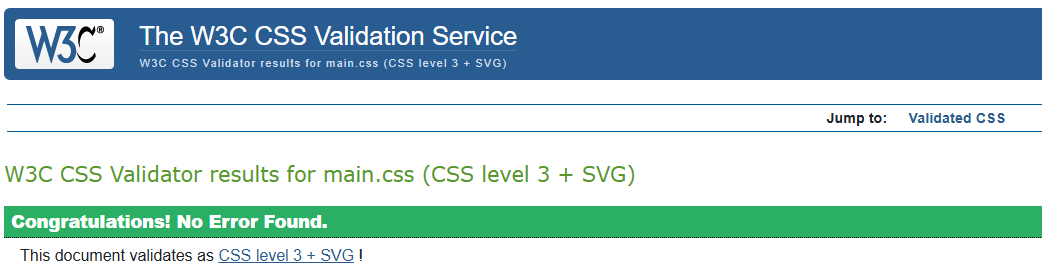 W3C® The W3C CSS Validation Service
W3C CSS Validator results for main.css (CSS level 3 + SVG)
Jump to: Validated CSS
W3C CSS Validator results for main.css (CSS level 3 + SVG)
Congratulations! No Error Found.
This document validates as CSS level 3 + SVG !